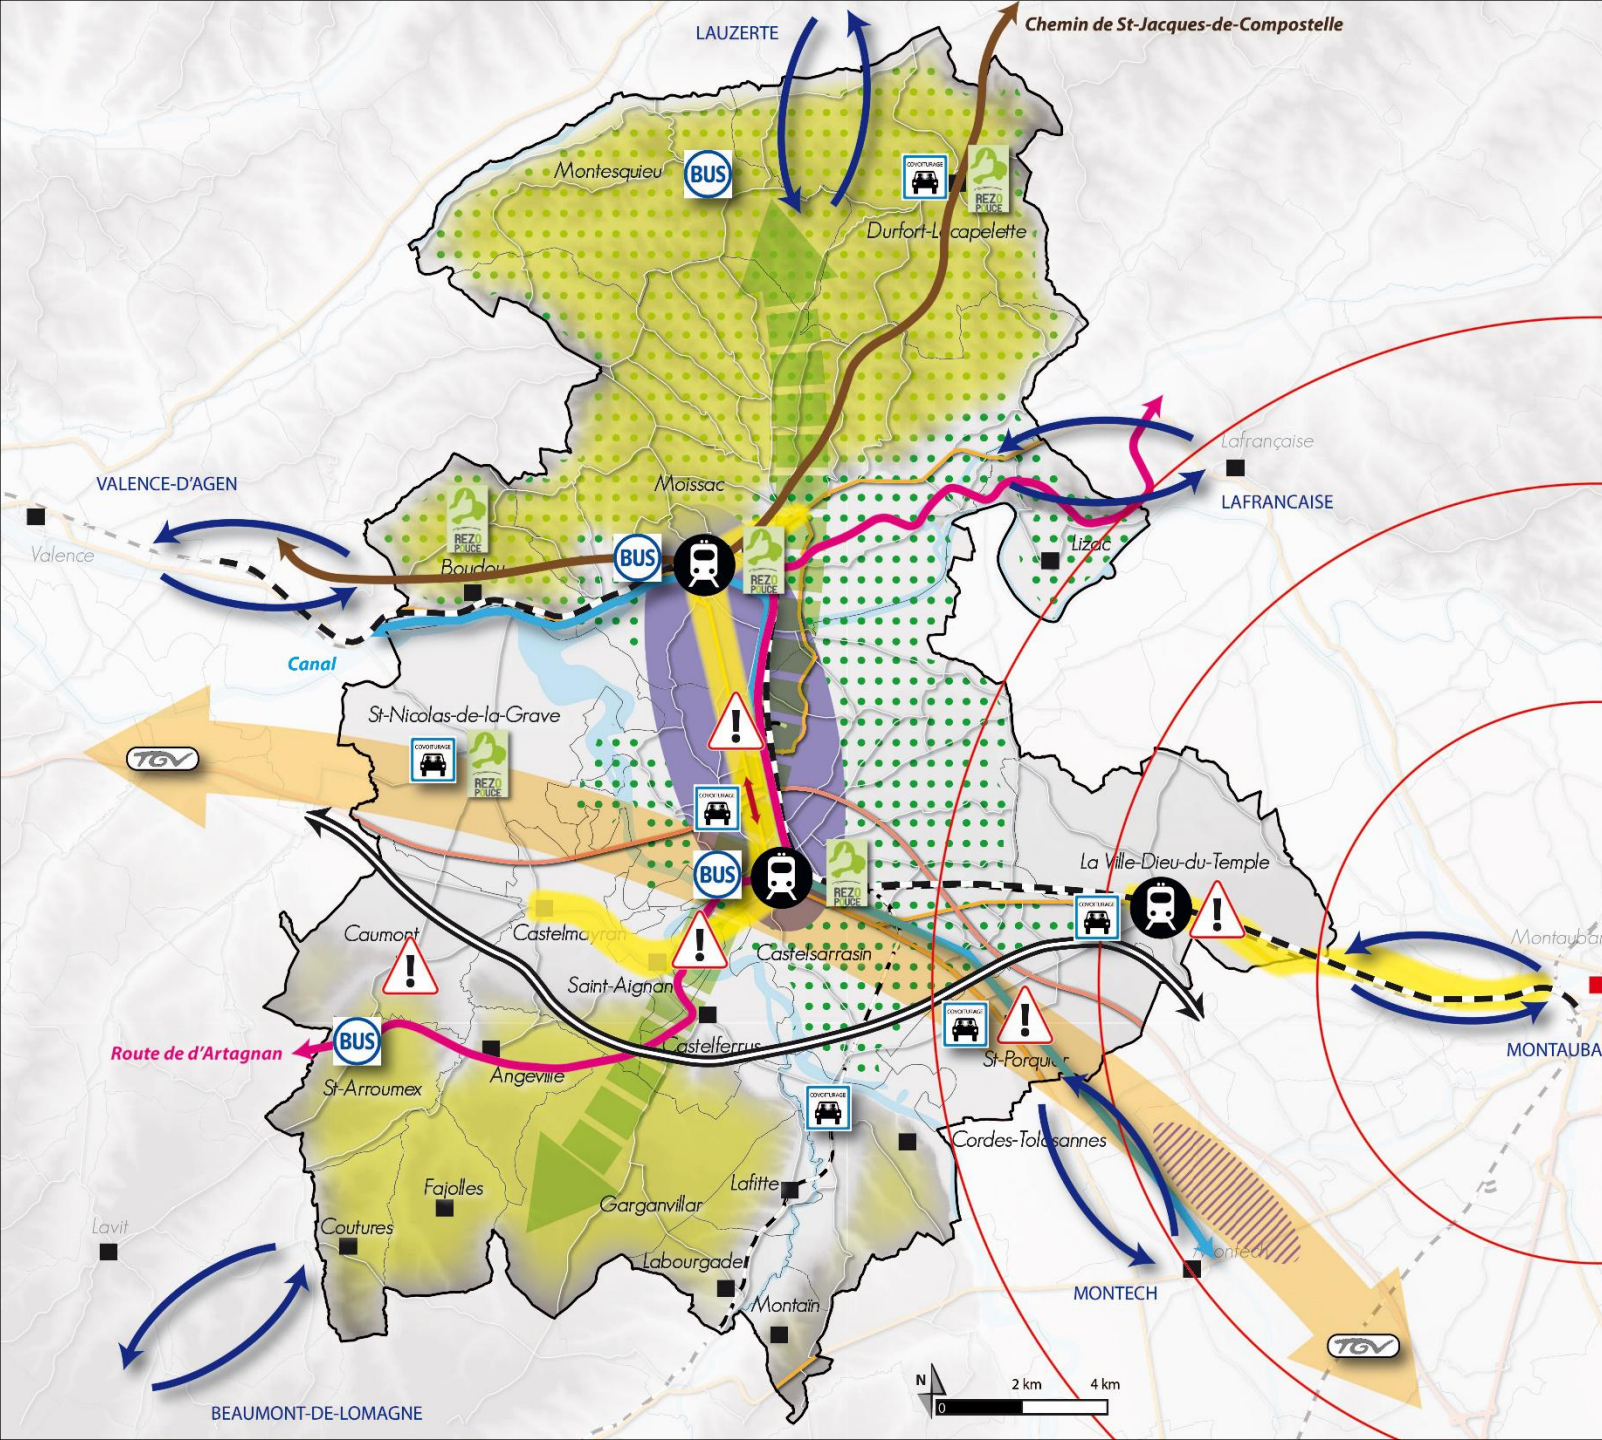 LAUZERTE
Chemin de St-Jacques-de-Compostelle
Montesquieu
BUS
COVOITURAGE
REZO
POUCE
Durfort-Lacapelette
Lafrançaise
LAFRANCAISE
VALENCE-D'AGEN
Valence
Moissac
REZO
POUCE
Boudou
BUS
REZO
POUCE
Lizac
Canal
St-Nicolas-de-la-Grave
TGV
COVOITURAGE
REZO
POUCE
COVOITURAGE
BUS
REZO
POUCE
La Ville-Dieu-du-Temple
COVOITURAGE
!
!
Castelmayran
Caumont
!
!
Castelsarrasin
Saint-Aignan
Montauban
MONTAUBA
Route de d'Artagnan
BUS
St-Arroumex
Angeville
Castelferrus
COVOITURAGE
!
St-Porquier
COVOITURAGE
Cordes-Tolosannes
Fajolles
Coutures
Garganvillar
Lafitte
Labourgade
Montaïn
Lavit
Montech
MONTECH
TGV
BEAUMONT-DE-LOMAGNE
N
0
2 km
4 km